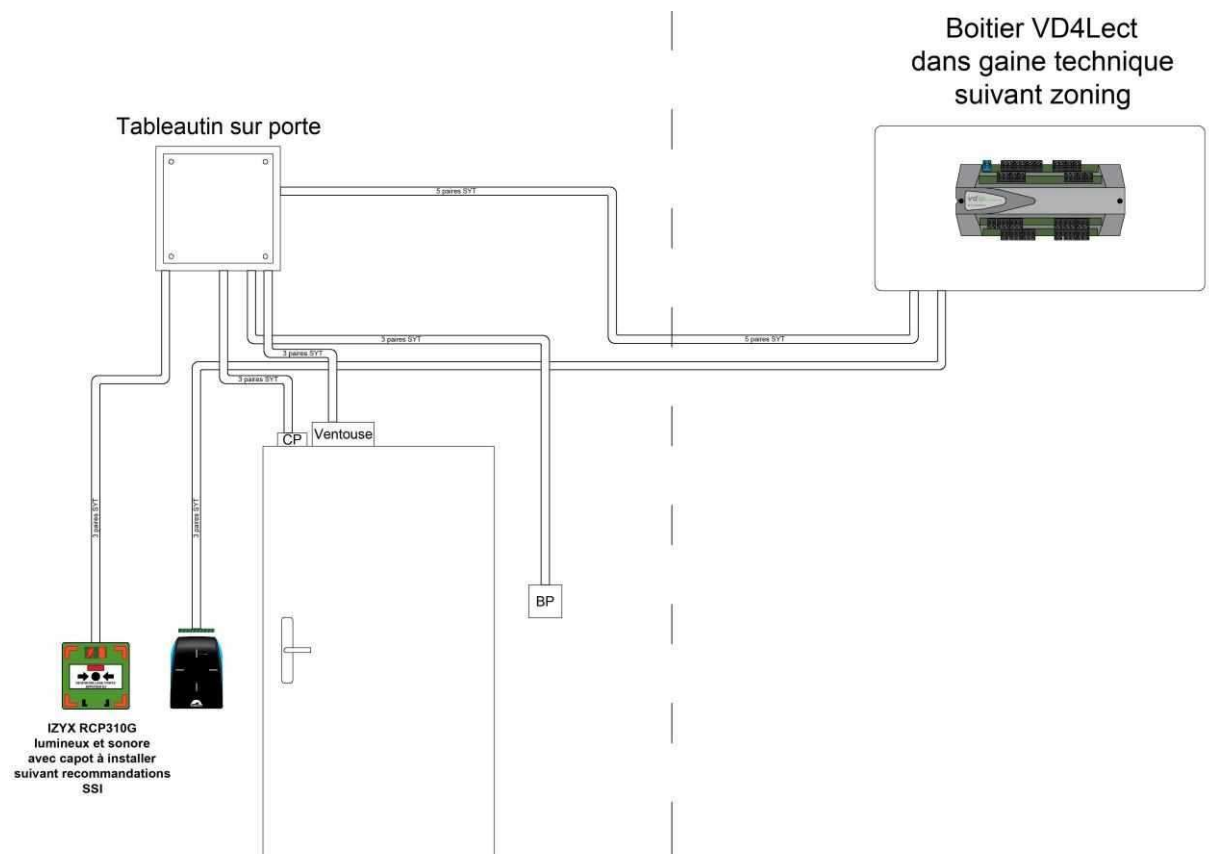 Boitier VD4Lect
dans gaine technique
suivant zoning
Tableautin sur porte
5 paires SYT
3 paires SYT
5 paires SYT
3 paires SYT
3 paires SYT
CP
Ventouse
3 paires SYT
3 paires SYT
BP
IZYX RCP310G
lumineux et sonore
avec capot à installer
suivant recommandations
SSI